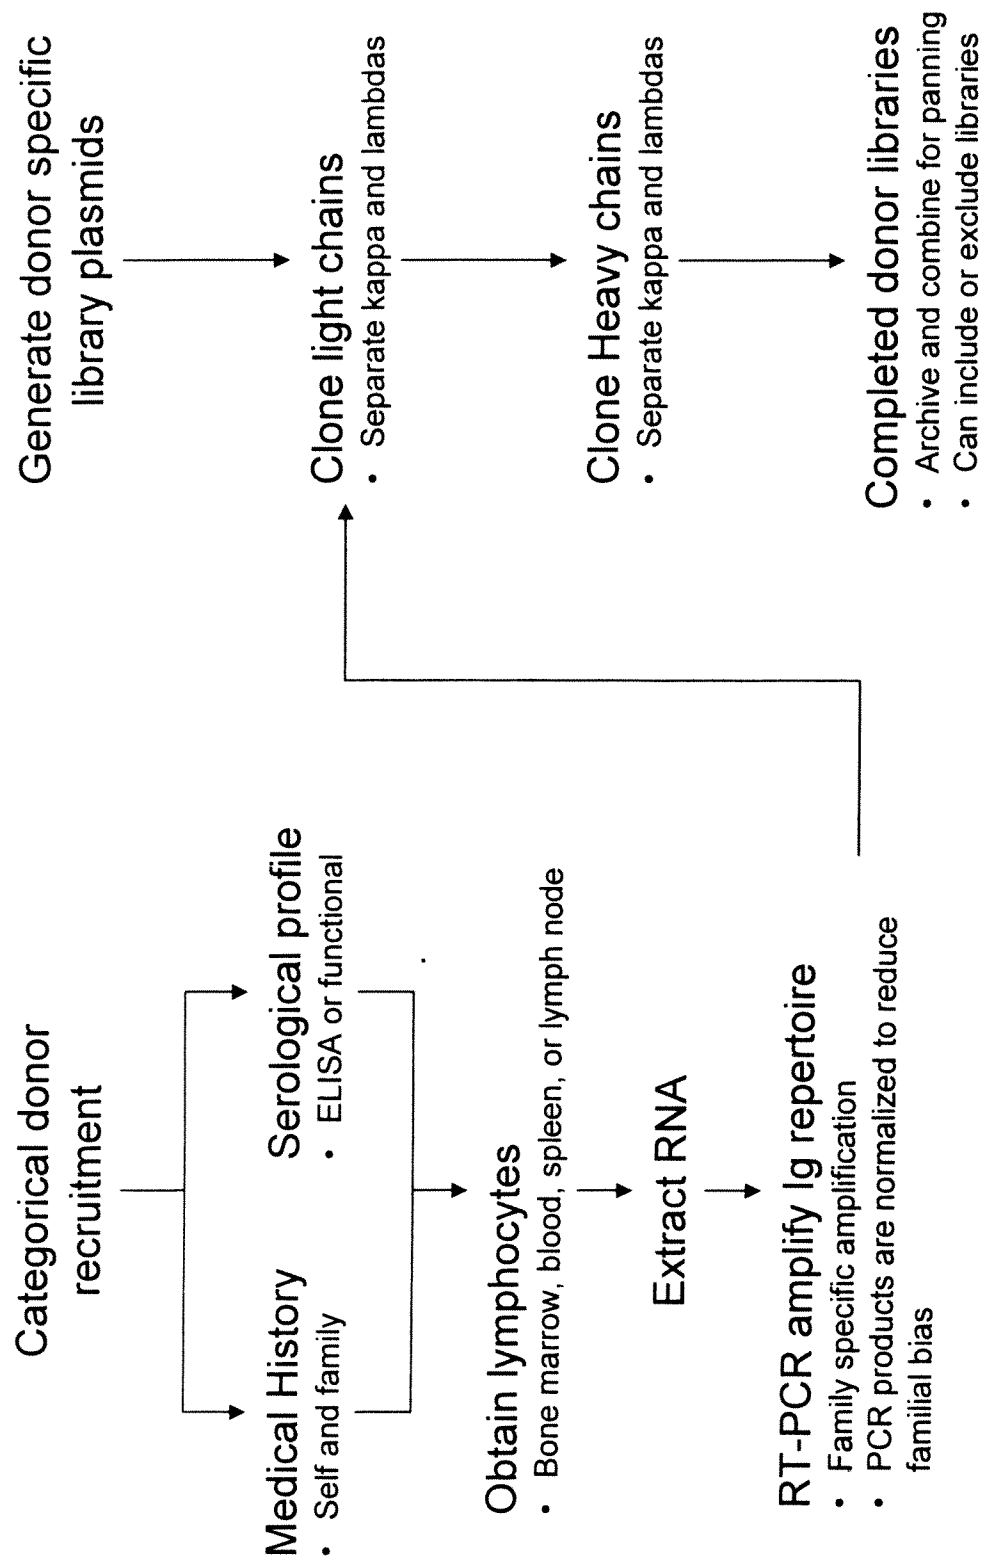 Categorical donor
recruitment
Medical History
• Self and family
Serological profile
• ELISA or functional
Obtain lymphocytes
• Bone marrow, blood, spleen, or lymph node
Extract RNA
RT-PCR amplify Ig repertoire
• Family specific amplification
• PCR products are normalized to reduce
familial bias
Generate donor specific
library plasmids
Clone light chains
• Separate kappa and lambdas
Clone Heavy chains
• Separate kappa and lambdas
Completed donor libraries
• Archive and combine for panning
• Can include or exclude libraries